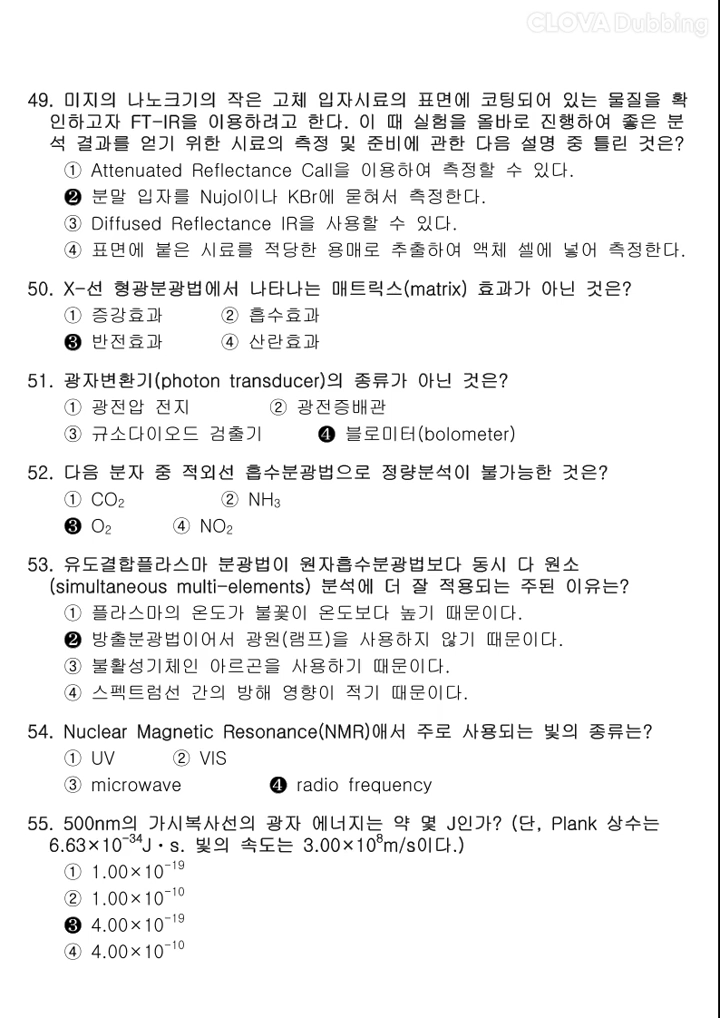 CLOVA Dubbing
49. 미지의 나노크기의 작은 고체 입자시료의 표면에 코팅되어 있는 물질을 확
인하고자 FT-IR을 이용하려고 한다. 이 때 실험을 올바로 진행하여 좋은 분
석 결과를 얻기 위한 시료의 측정 및 준비에 관한 다음 설명 중 틀린 것은?
① Attenuated Reflectance Call을 이용하여 측정할 수 있다.
❷ 분말 입자를 Nujol이나 KBr에 묻혀서 측정한다.
③ Diffused Reflectance IR을 사용할 수 있다.
④ 표면에 붙은 시료를 적당한 용매로 추출하여 액체 셀에 넣어 측정한다.
50. X-선 형광분광법에서 나타나는 매트릭스(matrix) 효과가 아닌 것은?
① 증강효과 ② 흡수효과
❸ 반전효과 ④ 산란효과
51. 광자변환기(photon transducer)의 종류가 아닌 것은?
① 광전압 전지 ② 광전증배관
③ 규소다이오드 검출기 ❹ 블로미터(bolometer)
52. 다음 분자 중 적외선 흡수분광법으로 정량분석이 불가능한 것은?
① CO₂ ② NH₃
❸ O₂ ④ NO₂
53. 유도결합플라스마 분광법이 원자흡수분광법보다 동시 다 원소
(simultaneous multi-elements) 분석에 더 잘 적용되는 주된 이유는?
① 플라스마의 온도가 불꽃이 온도보다 높기 때문이다.
❷ 방출분광법이어서 광원(램프)을 사용하지 않기 때문이다.
③ 불활성기체인 아르곤을 사용하기 때문이다.
④ 스펙트럼선 간의 방해 영향이 적기 때문이다.
54. Nuclear Magnetic Resonance(NMR)애서 주로 사용되는 빛의 종류는?
① UV ② VIS
③ microwave ❹ radio frequency
55. 500nm의 가시복사선의 광자 에너지는 약 몇 J인가? (단, Plank 상수는
6.63×10⁻³⁴J·s. 빛의 속도는 3.00×10⁸m/s이다.)
① 1.00×10⁻¹⁹
② 1.00×10⁻¹⁰
❸ 4.00×10⁻¹⁹
④ 4.00×10⁻¹⁰